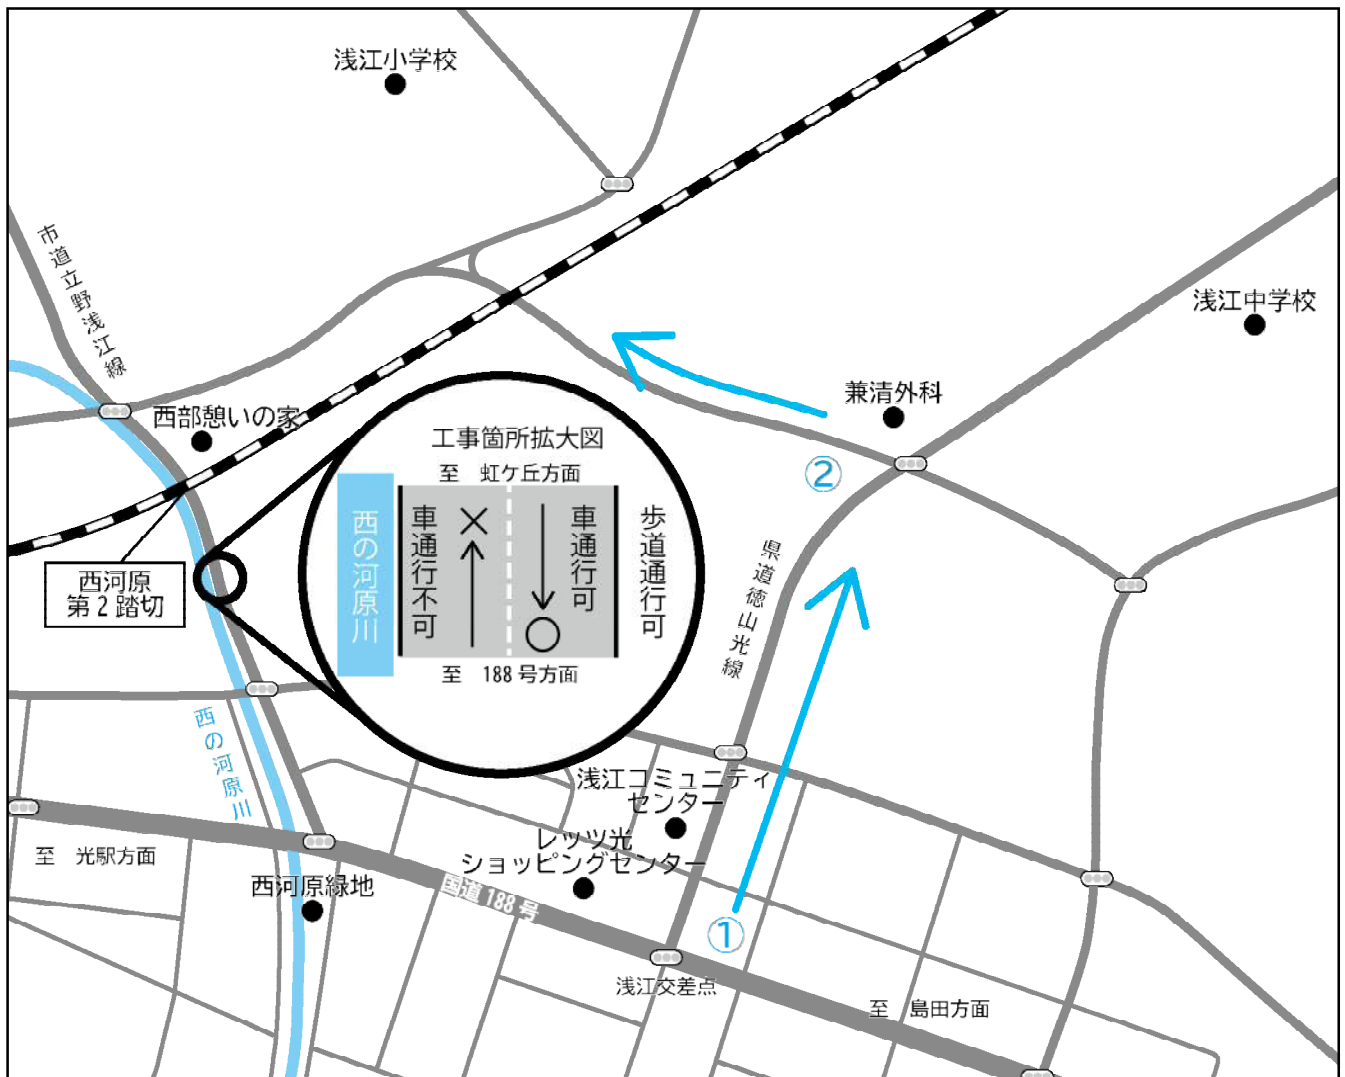 浅江小学校
市道立野浅江線
浅江中学校
兼清外科
西部憩いの家
②
工事箇所拡大図
至 虹ケ丘方面
西の河原川
車通行不可
車通行可
歩道通行可
至 188号方面
西河原
第2踏切
県道徳山光線
西の河原川
浅江コミュニティ
センター
レッツ光
ショッピングセンター
至 光駅方面
西河原緑地
国道188号
①
浅江交差点
至 島田方面